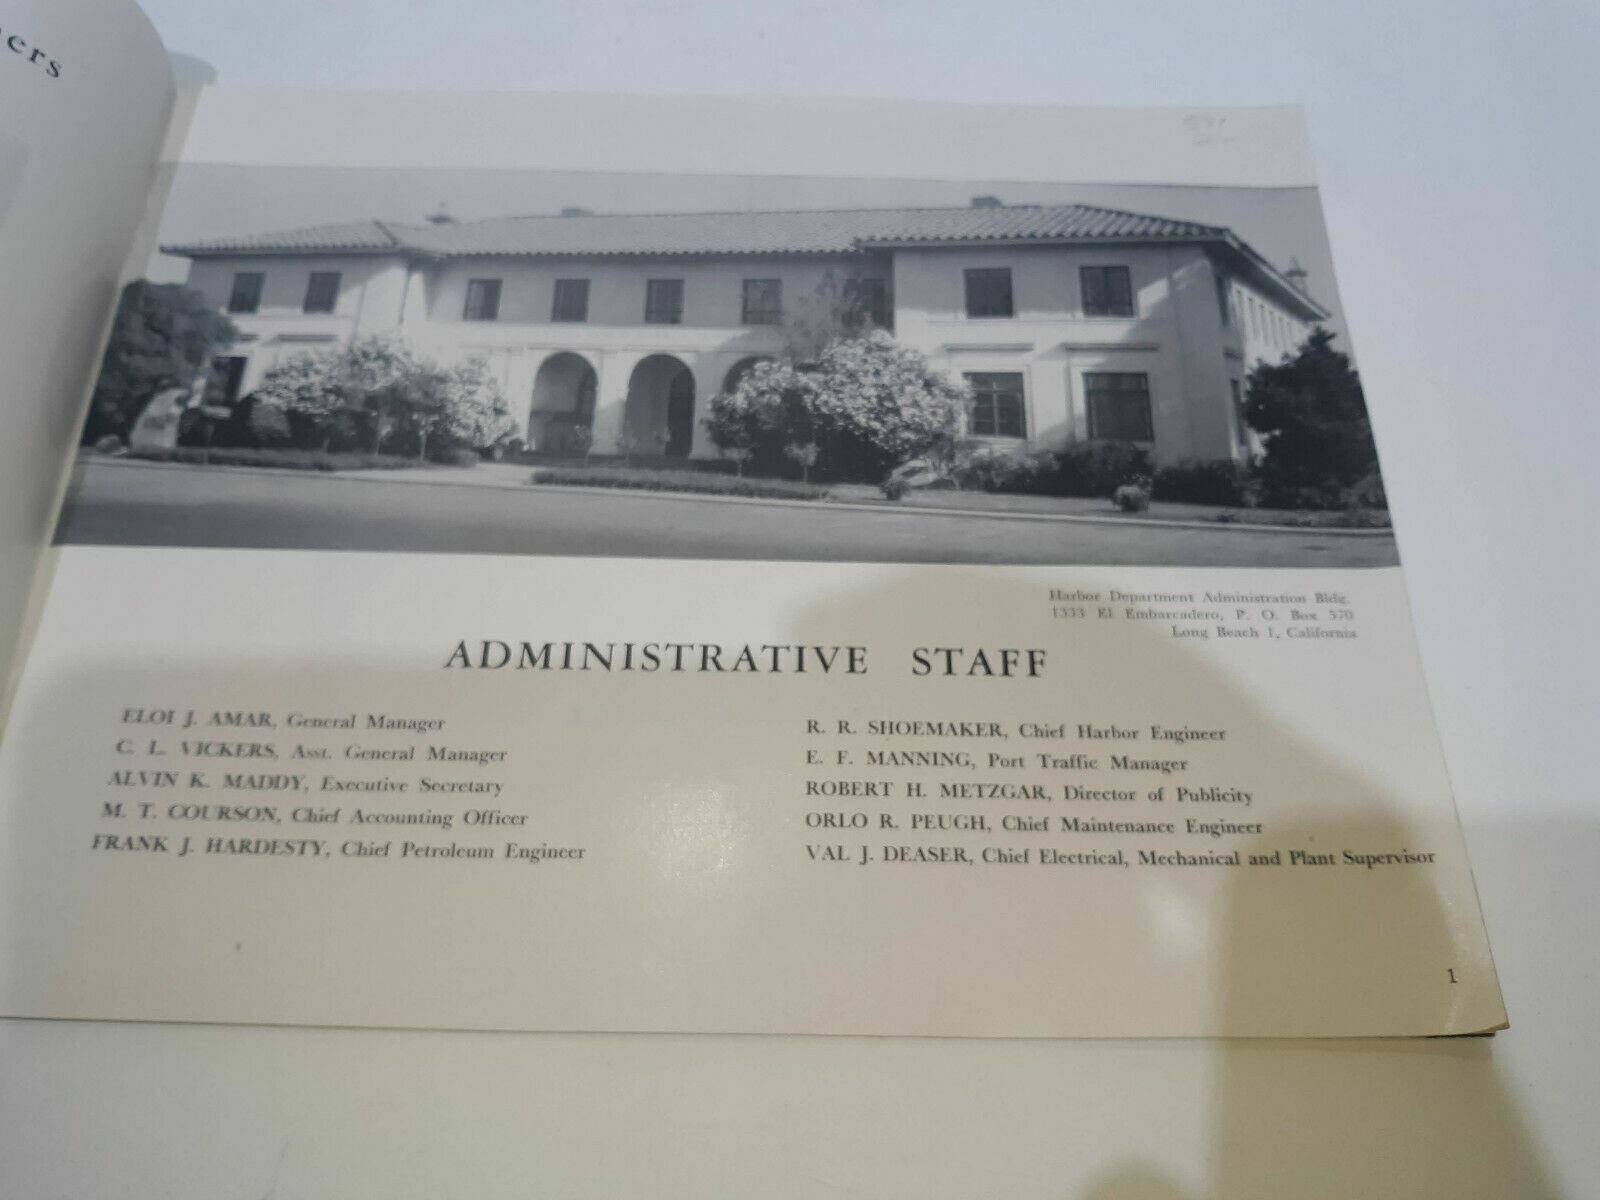 Harbor Department Administration Bldg.
1333 El Embarcadero, P. O. Box 570
Long Beach 1, California
ADMINISTRATIVE STAFF
ELOI J. AMAR, General Manager
C. L. VICKERS, Asst. General Manager
ALVIN K. MADDY, Executive Secretary
M. T. COURSON, Chief Accounting Officer
FRANK J. HARDESTY, Chief Petroleum Engineer
R. R. SHOEMAKER, Chief Harbor Engineer
E. F. MANNING, Port Traffic Manager
ROBERT H. METZGAR, Director of Publicity
ORLO R. PEUGH, Chief Maintenance Engineer
VAL J. DEASER, Chief Electrical, Mechanical and Plant Supervisor
1